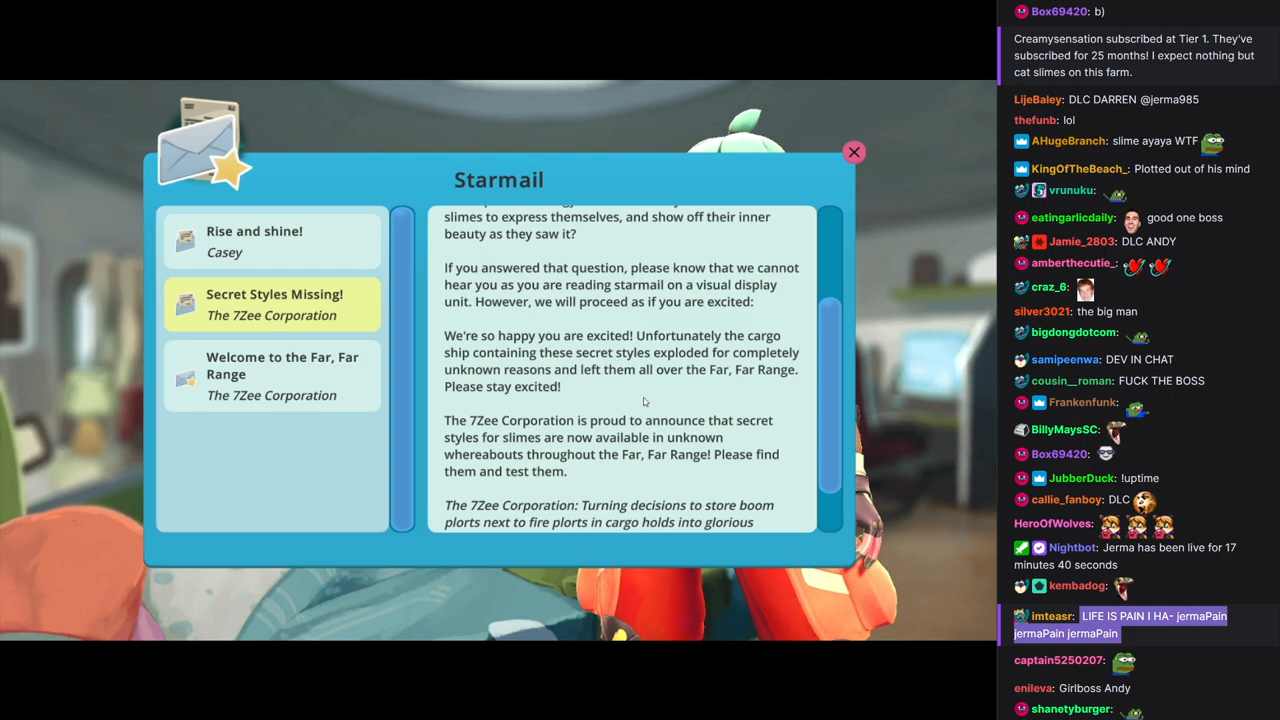 Starmail
Rise and shine!
Casey
Secret Styles Missing!
The 7Zee Corporation
Welcome to the Far, Far
Range
The 7Zee Corporation
slimes to express themselves, and show off their inner
beauty as they saw it?
If you answered that question, please know that we cannot
hear you as you are reading starmail on a visual display
unit. However, we will proceed as if you are excited:
We're so happy you are excited! Unfortunately the cargo
ship containing these secret styles exploded for completely
unknown reasons and left them all over the Far, Far Range.
Please stay excited!
The 7Zee Corporation is proud to announce that secret
styles for slimes are now available in unknown
whereabouts throughout the Far, Far Range! Please find
them and test them.
The 7Zee Corporation: Turning decisions to store boom
plorts next to fire plorts in cargo holds into glorious
Box69420: b)
Creamysensation subscribed at Tier 1. They've
subscribed for 25 months! I expect nothing but
cat slimes on this farm.
LijeBaley: DLC DARREN @jerma985
thefunb: lol
AHugeBranch: slime ayaya WTF
KingOfTheBeach_: Plotted out of his mind
vrunuku:
eatingarlicdaily: good one boss
Jamie_2803: DLC ANDY
amberthecutie_:
craz_6:
silver3021: the big man
bigdongdotcom:
samipeenwa: DEV IN CHAT
cousin__roman: FUCK THE BOSS
Frankenfunk:
BillyMaysSC:
Box69420:
JubberDuck: !uptime
callie_fanboy: DLC
HeroOfWolves:
Nightbot: Jerma has been live for 17
minutes 40 seconds
kembadog:
imteasr: LIFE IS PAIN I HA- jermaPain
jermaPain jermaPain
captain5250207:
enileva: Girlboss Andy
shanetyburger: